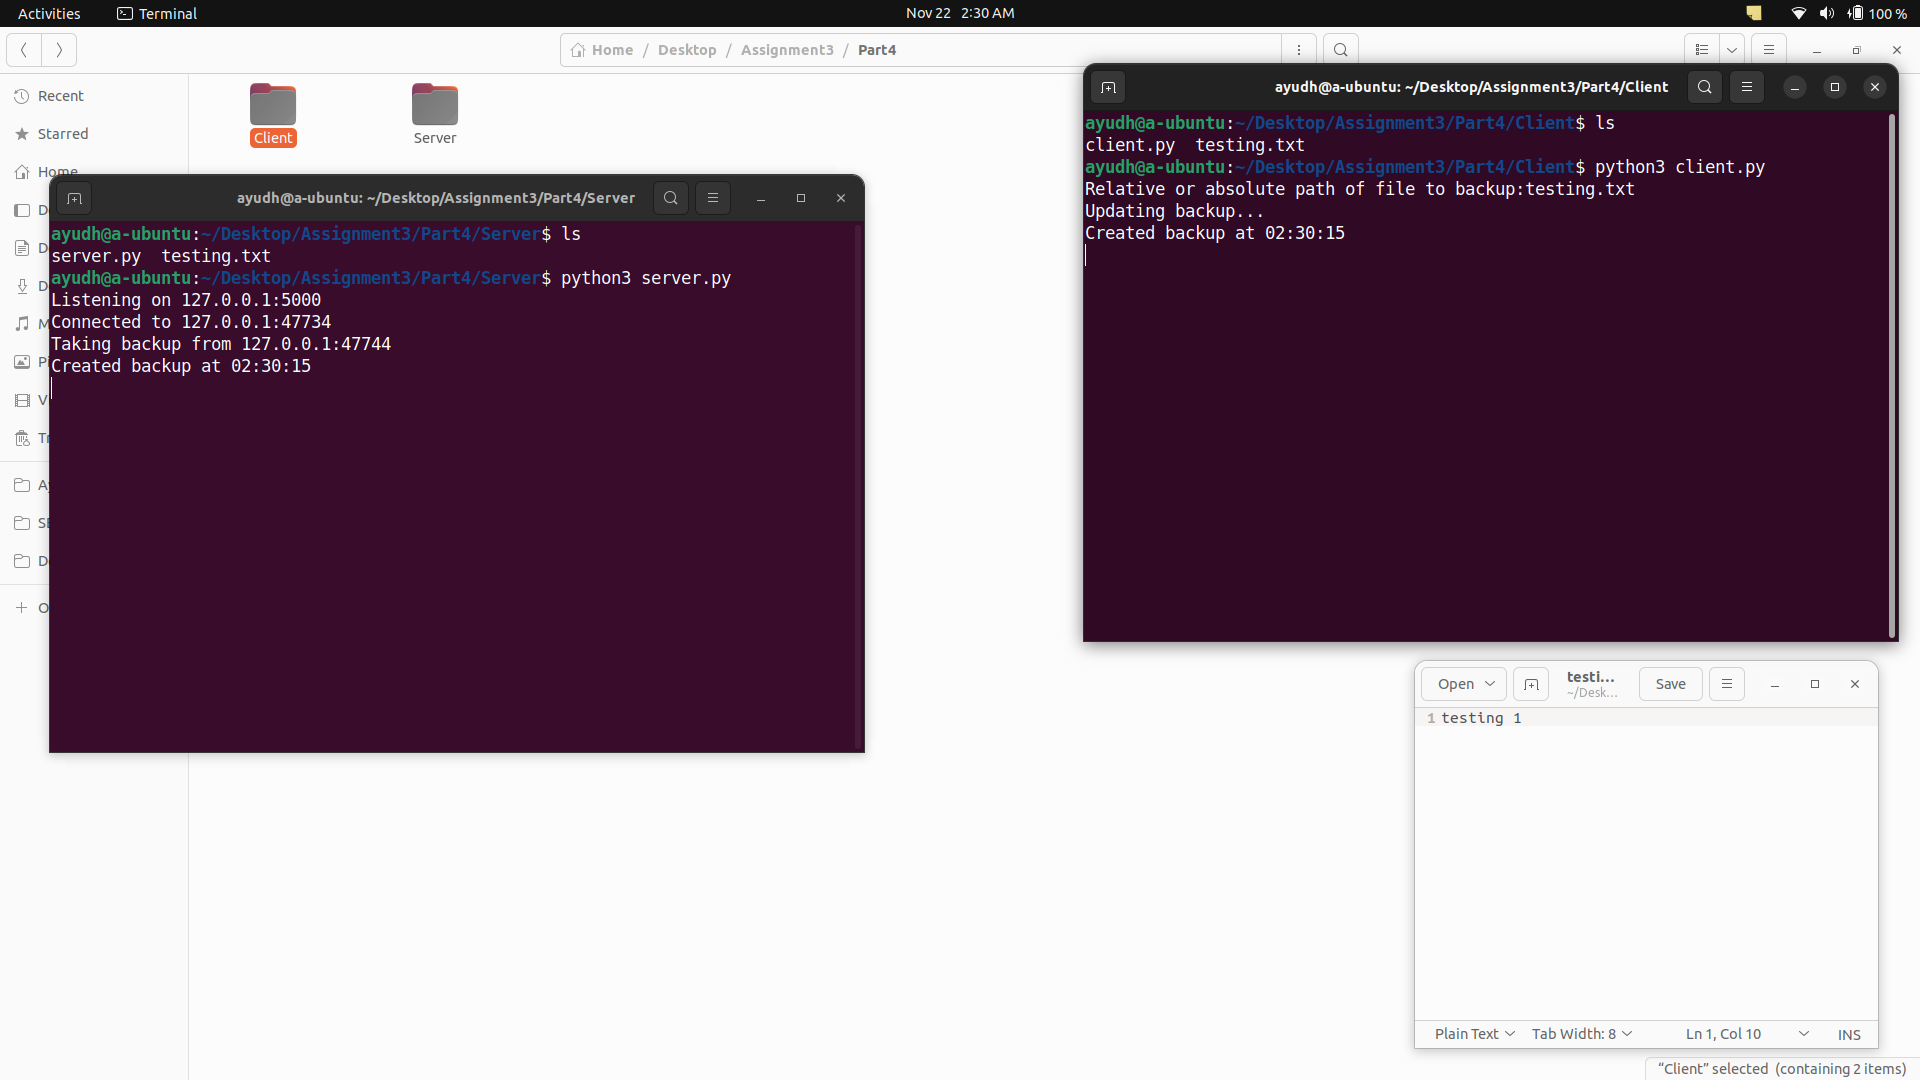 Activities Terminal Nov 22 2:30 AM 100 %
Home / Desktop / Assignment3 / Part4
Recent
Starred
Home
Client
Server
ayudh@a-ubuntu: ~/Desktop/Assignment3/Part4/Server
ayudh@a-ubuntu:~/Desktop/Assignment3/Part4/Server$ ls
server.py testing.txt
ayudh@a-ubuntu:~/Desktop/Assignment3/Part4/Server$ python3 server.py
Listening on 127.0.0.1:5000
Connected to 127.0.0.1:47734
Taking backup from 127.0.0.1:47744
Created backup at 02:30:15
ayudh@a-ubuntu: ~/Desktop/Assignment3/Part4/Client
ayudh@a-ubuntu:~/Desktop/Assignment3/Part4/Client$ ls
client.py testing.txt
ayudh@a-ubuntu:~/Desktop/Assignment3/Part4/Client$ python3 client.py
Relative or absolute path of file to backup:testing.txt
Updating backup...
Created backup at 02:30:15
Open testi... Save
~/Desk...
1 testing 1
Plain Text Tab Width: 8 Ln 1, Col 10 INS
“Client” selected (containing 2 items)